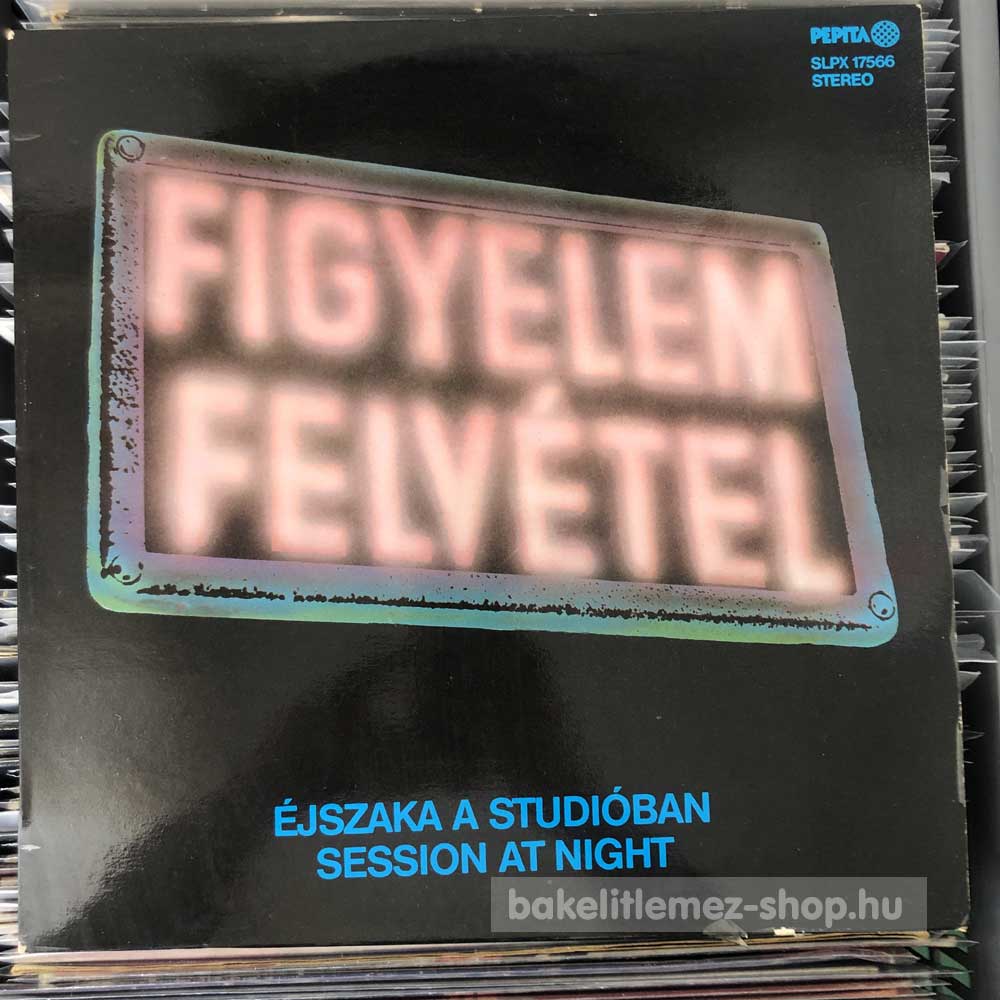 PEPITA
SLPX 17566
STEREO
FIGYELEM
FELVÉTEL
ÉJSZAKA A STUDIÓBAN
SESSION AT NIGHT
bakelitlemez-shop.hu